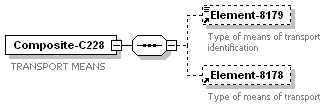 Element-8179
Type of means of transport
identification
Composite-C228
TRANSPORT MEANS
Element-8178
Type of means of transport